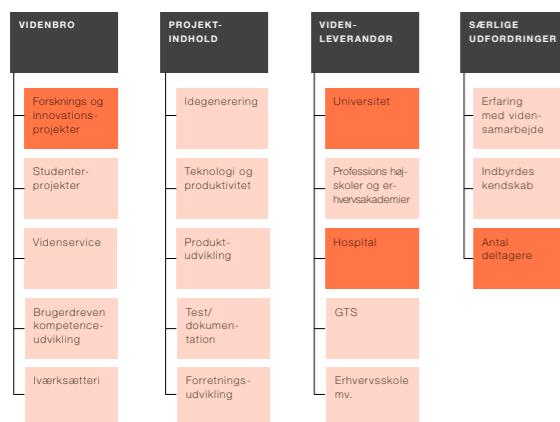 VIDENBRO
Forsknings og
innovations-
projekter
Studenter-
projekter
Videnservice
Brugerdreven
kompetence-
udvikling
Iværksætteri
PROJEKT-
INDHOLD
Idegenerering
Teknologi og
produktivitet
Produkt-
udvikling
Test/
dokumen-
tation
Forretnings-
udvikling
VIDEN-
LEVERANDØR
Universitet
Professions høj-
skoler og er-
hvervsakademier
Hospital
GTS
Erhvervsskole
mv.
SÆRLIGE
UDFORDRINGER
Erfaring
med viden-
samarbejde
Indbyrdes
kendskab
Antal
deltagere